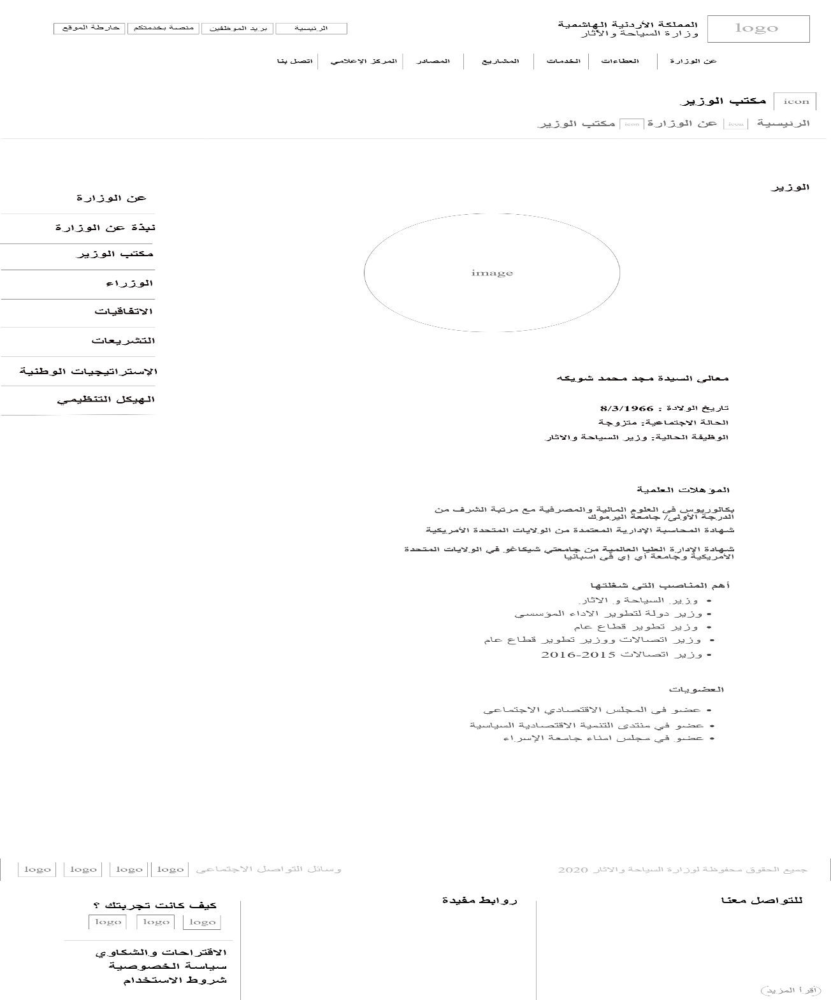 logo
المملكة الأردنية الهاشمية
وزارة السياحة والأثار
الرئيسية
بريد الموظفين
منصة بخدمتكم
خارطة الموقع
عن الوزارة
العطاءات
الخدمات
المشاريع
المصادر
المركز الإعلامي
اتصل بنا
icon
مكتب الوزير
الرئيسية icon عن الوزارة icon مكتب الوزير
الوزير
image
معالي السيدة مجد محمد شويكه
تاريخ الولادة : 8/3/1966
الحالة الاجتماعية: متزوجة
الوظيفة الحالية: وزير السياحة والاثار
المؤهلات العلمية
بكالوريوس في العلوم المالية والمصرفية مع مرتبة الشرف من
الدرجة الأولى/ جامعة اليرموك
شهادة المحاسبة الإدارية المعتمدة من الولايات المتحدة الأمريكية
شهادة الإدارة العليا العالمية من جامعتي شيكاغو في الولايات المتحدة
الأمريكية وجامعة أي إي في اسبانيا
أهم المناصب التي شغلتها
• وزير السياحة و الاثار
• وزير دولة لتطوير الاداء المؤسسي
• وزير تطوير قطاع عام
• وزير اتصالات ووزير تطوير قطاع عام
• وزير اتصالات 2015-2016
العضويات
• عضو في المجلس الاقتصادي الاجتماعي
• عضو في منتدى التنمية الاقتصادية السياسية
• عضو في مجلس امناء جامعة الإسراء
عن الوزارة
نبذة عن الوزارة
مكتب الوزير
الوزراء
الاتفاقيات
التشريعات
الإستراتيجيات الوطنية
الهيكل التنظيمي
جميع الحقوق محفوظة لوزارة السياحة والاثار 2020
وسائل التواصل الاجتماعى
logo
logo
logo
logo
للتواصل معنا
أقرأ المزيد
روابط مفيدة
كيف كانت تجربتك ؟
logo
logo
logo
الاقتراحات والشكاوي
سياسة الخصوصية
شروط الاستخدام